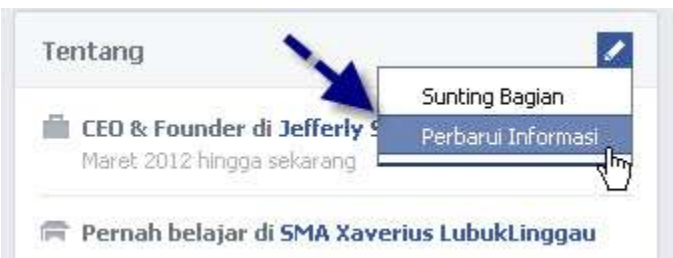 Tentang
Sunting Bagian
CEO & Founder di Jefferly
Perbarui Informasi
Maret 2012 hingga sekarang
Pernah belajar di SMA Xaverius LubukLinggau